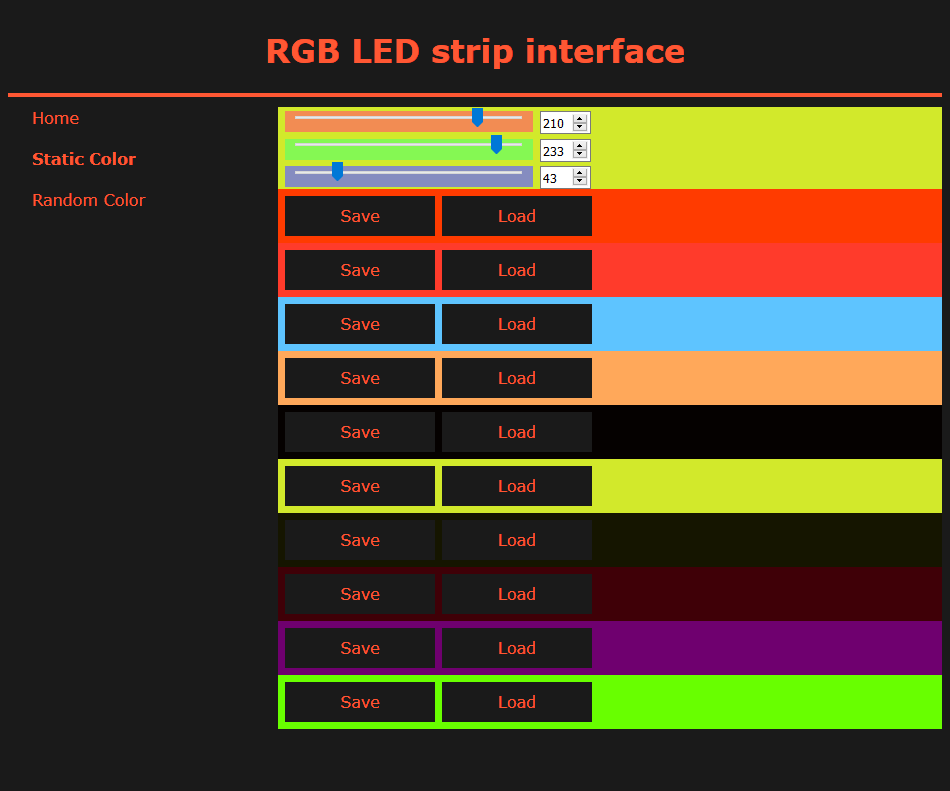 RGB LED strip interface
Home
Static Color
Random Color
210
233
43
Save Load
Save Load
Save Load
Save Load
Save Load
Save Load
Save Load
Save Load
Save Load
Save Load